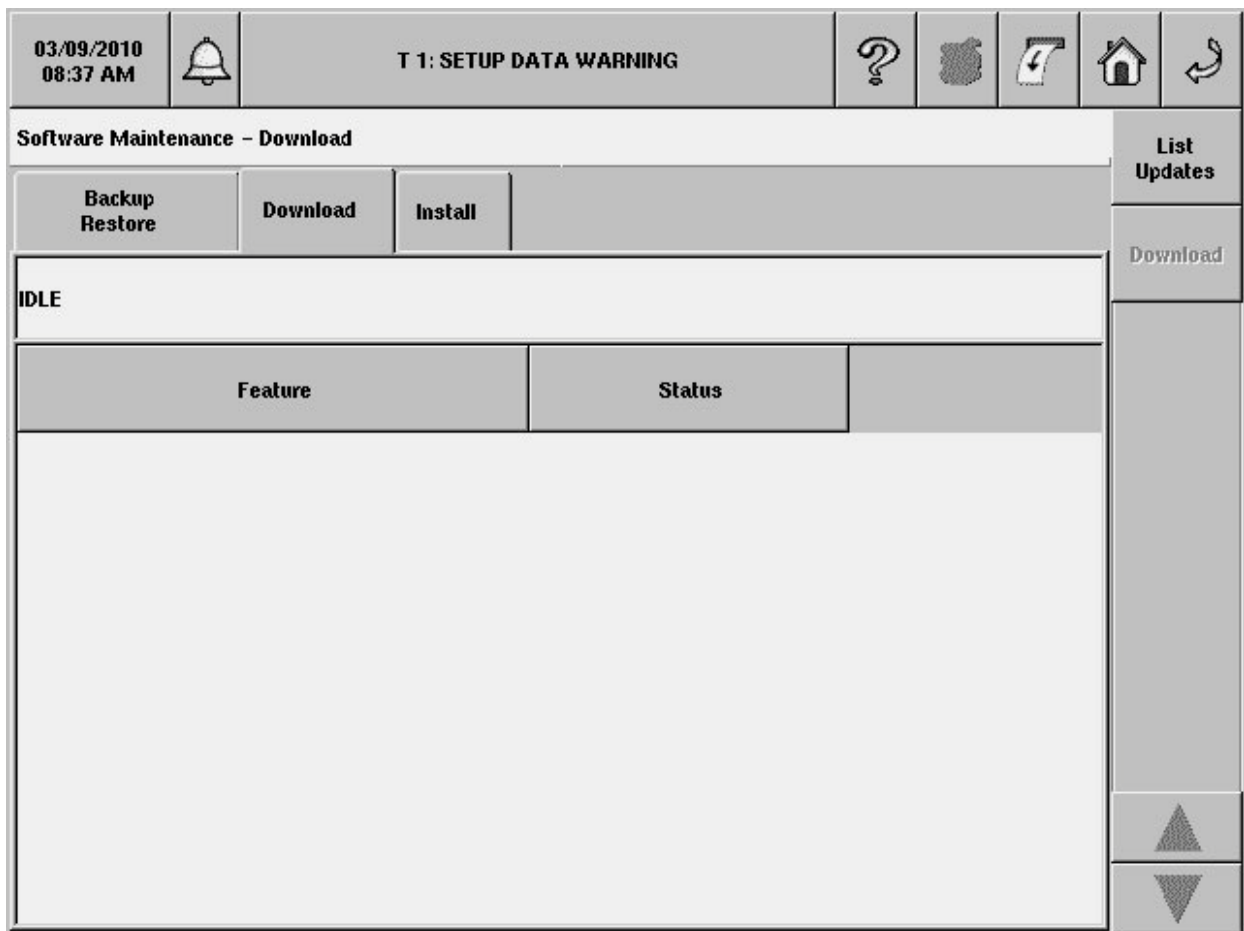 03/09/2010
08:37 AM
T 1: SETUP DATA WARNING
Software Maintenance – Download
List
Updates
Backup
Restore
Download
Install
Download
IDLE
Feature
Status